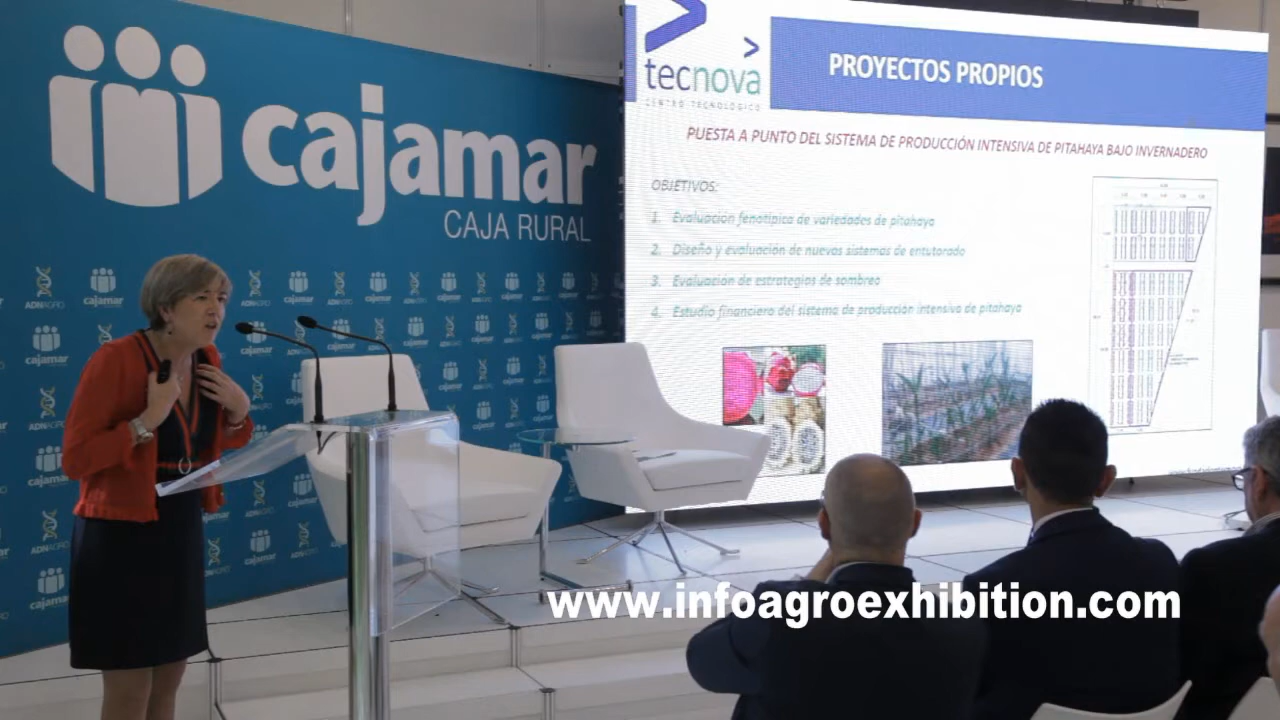 cajamar
CAJA RURAL
tecnova
CENTRO TECNOLÓGICO
PROYECTOS PROPIOS
PUESTA A PUNTO DEL SISTEMA DE PRODUCCIÓN INTENSIVA DE PITAHAYA BAJO INVERNADERO
OBJETIVOS:
1. Evaluación fenotípica de variedades de pitahaya
2. Diseño y evaluación de nuevos sistemas de entutorado
3. Evaluación de estrategias de sombreo
4. Estudio financiero del sistema de producción intensiva de pitahaya
ADNAGRO
cajamar
www.infoagroexhibition.com